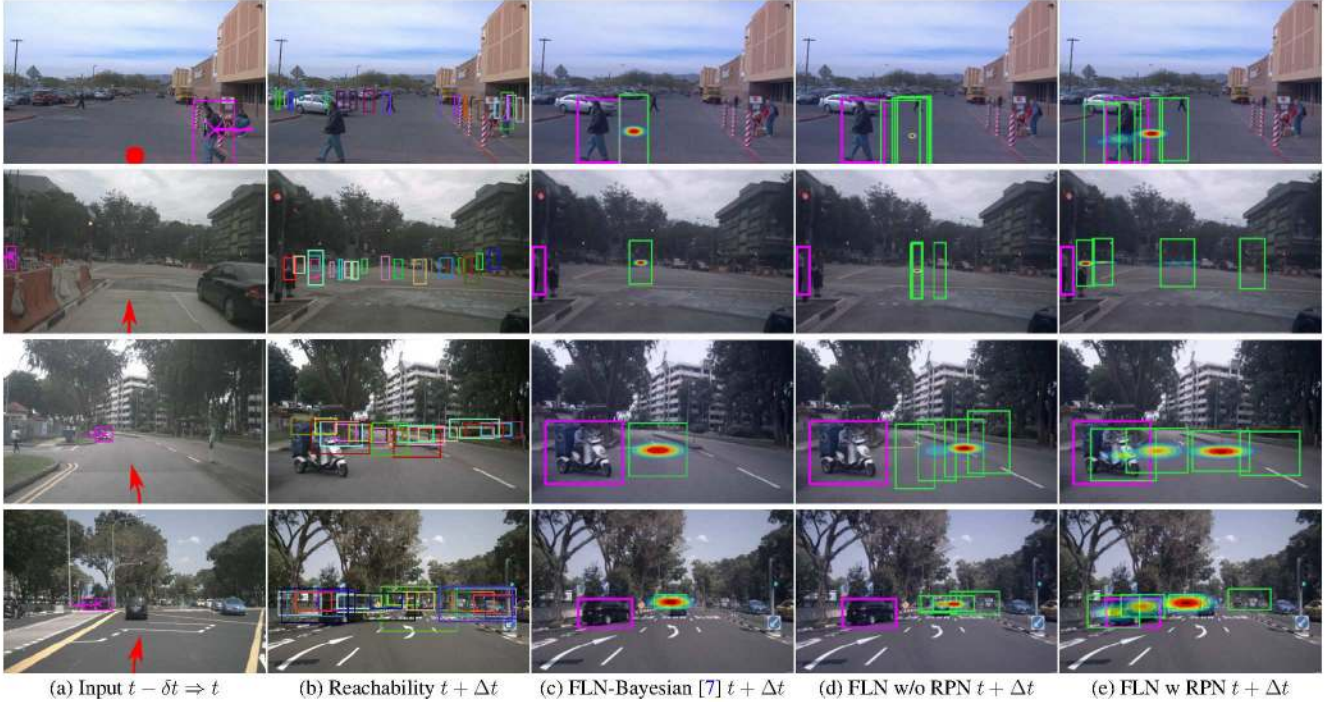 (a) Input t − δt ⇒ t
(b) Reachability t + Δt
(c) FLN-Bayesian [7] t + Δt
(d) FLN w/o RPN t + Δt
(e) FLN w RPN t + Δt